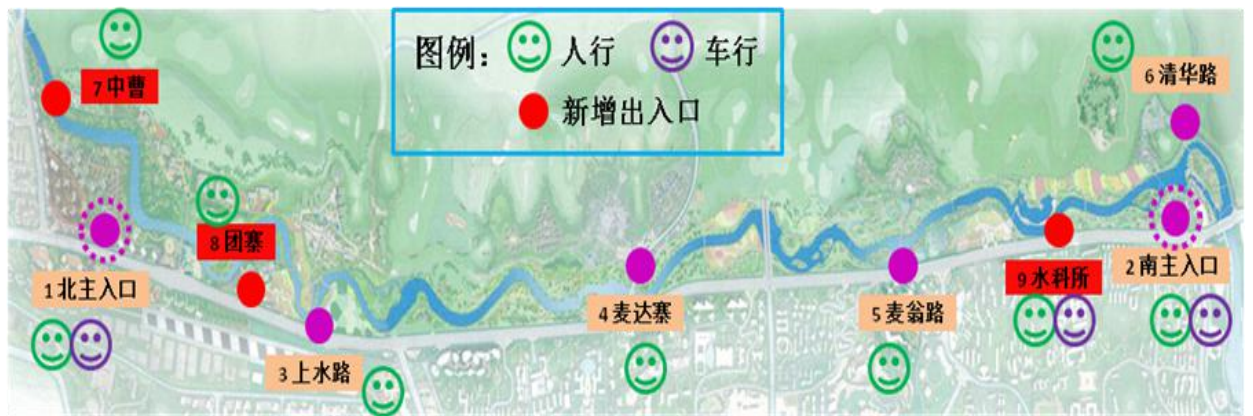 图例： 人行 车行
新增出入口
7 中曹
6 清华路
8 团寨
1 北主入口
3 上水路
4 麦达寨
5 麦翁路
9 水科所
2 南主入口